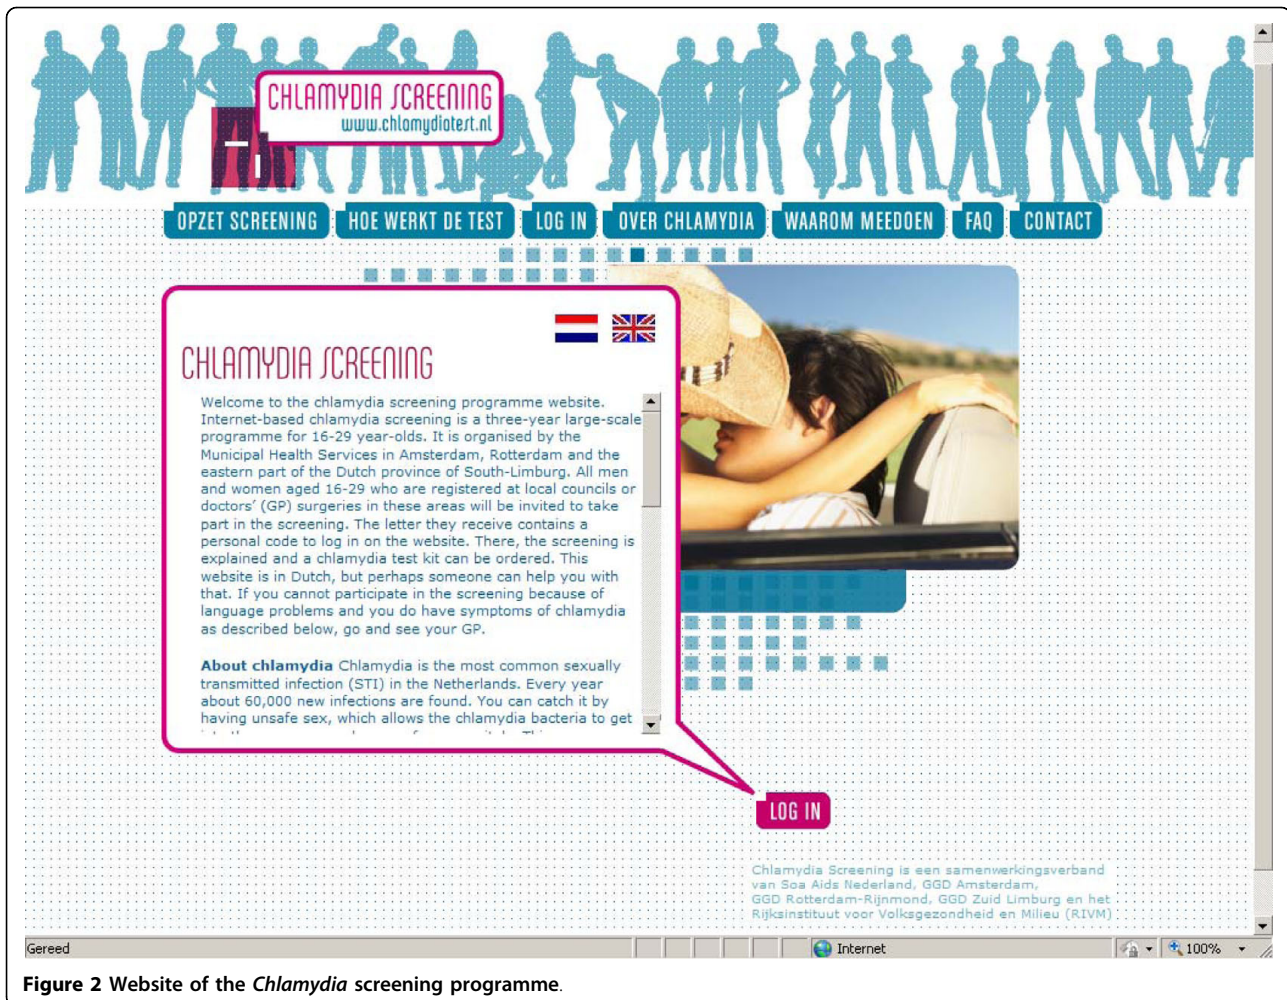 CHLAMYDIA SCREENING
www.chlamydiatest.nl
OPZET SCREENING
HOE WERKT DE TEST
LOG IN
OVER CHLAMYDIA
WAAROM MEEDOEN
FAQ
CONTACT
CHLAMYDIA SCREENING
Welcome to the chlamydia screening programme website.
Internet-based chlamydia screening is a three-year large-scale
programme for 16-29 year-olds. It is organised by the
Municipal Health Services in Amsterdam, Rotterdam and the
eastern part of the Dutch province of South-Limburg. All men
and women aged 16-29 who are registered at local councils or
doctors’ (GP) surgeries in these areas will be invited to take
part in the screening. The letter they receive contains a
personal code to log in on the website. There, the screening is
explained and a chlamydia test kit can be ordered. This
website is in Dutch, but perhaps someone can help you with
that. If you cannot participate in the screening because of
language problems and you do have symptoms of chlamydia
as described below, go and see your GP.
About chlamydia Chlamydia is the most common sexually
transmitted infection (STI) in the Netherlands. Every year
about 60,000 new infections are found. You can catch it by
having unsafe sex, which allows the chlamydia bacteria to get
LOG IN
Chlamydia Screening is een samenwerkingsverband
van Soa Aids Nederland, GGD Amsterdam,
GGD Rotterdam-Rijnmond, GGD Zuid Limburg en het
Rijksinstituut voor Volksgezondheid en Milieu (RIVM)
Gereed
Internet
100%
Figure 2 Website of the Chlamydia screening programme.